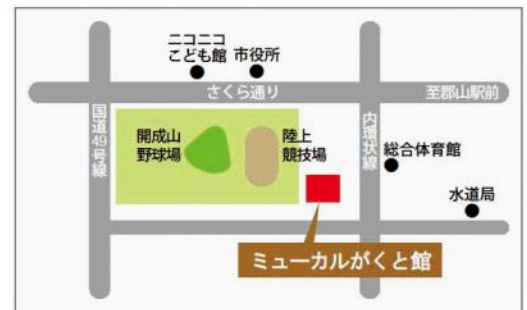 ニコニコ
こども館
市役所
さくら通り
至郡山駅前
国道49号線
開成山
野球場
陸上
競技場
内環状線
総合体育館
水道局
ミューカルがくと館